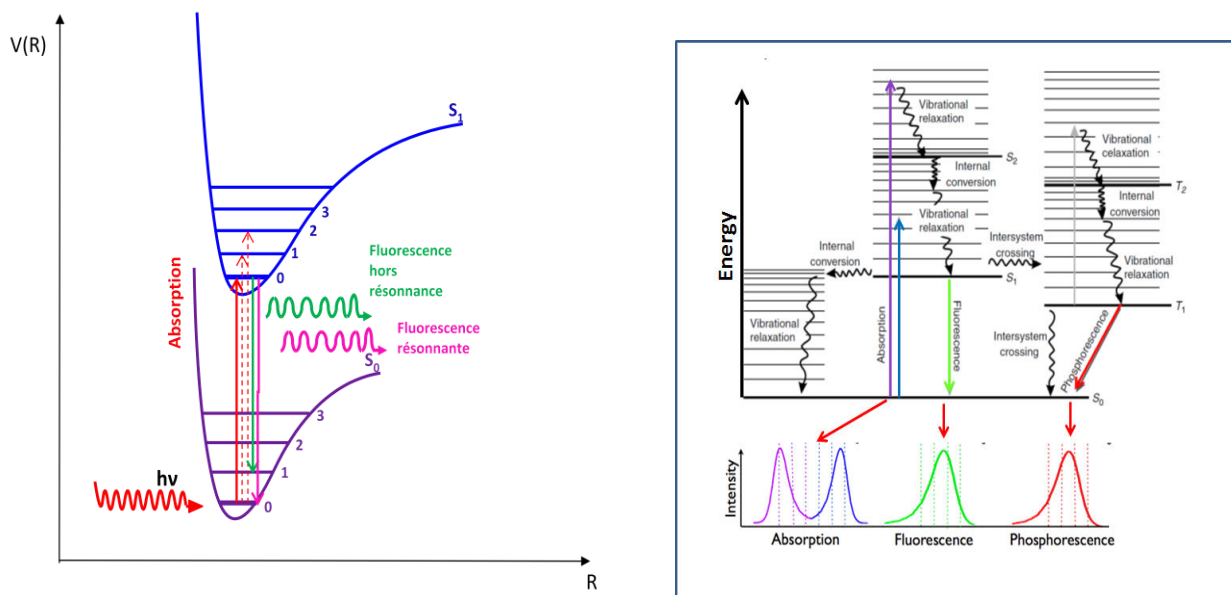 V(R)
S₁
3
2
1
0
Absorption
Fluorescence
hors
résonnance
Fluorescence
résonnante
S₀
3
2
1
0
hν
R
Energy
Vibrational
relaxation
S₂
Internal
conversion
Vibrational
relaxation
Internal
conversion
S₁
Intersystem
crossing
Vibrational
celaxation
T₂
Internal
conversion
Vibrational
relaxation
T₁
Vibrational
relaxation
Absorption
Fluorescence
Intersystem
crossing
Phosphorescence
S₀
Intensity
Absorption
Fluorescence
Phosphorescence